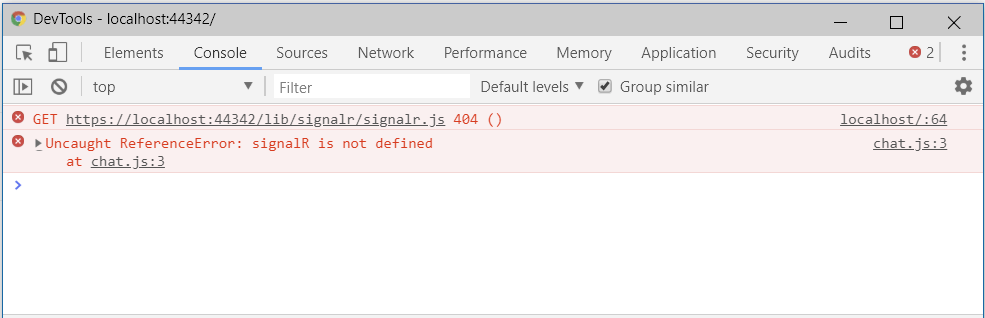 DevTools - localhost:44342/
Elements Console Sources Network Performance Memory Application Security Audits 2
top Filter Default levels Group similar
GET https://localhost:44342/lib/signalr/signalr.js 404 () localhost/:64
Uncaught ReferenceError: signalR is not defined chat.js:3
at chat.js:3